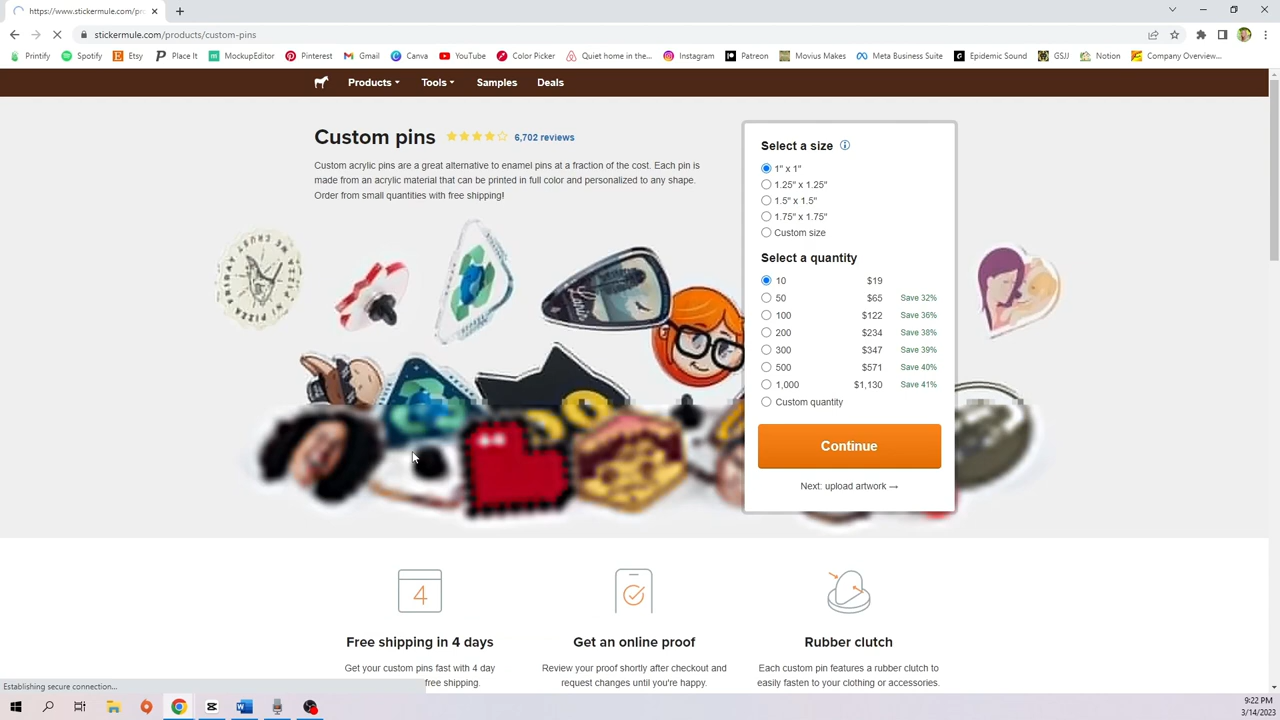 https://www.stickermule.com/pro
stickermule.com/products/custom-pins
Printify Spotify Etsy Place It MockupEditor Pinterest Gmail Canva YouTube Color Picker Quiet home in the... Instagram Patreon Movius Makes Meta Business Suite Epidemic Sound GSJJ Notion Company Overview...
Products Tools Samples Deals
Custom pins 6,702 reviews
Custom acrylic pins are a great alternative to enamel pins at a fraction of the cost. Each pin is
made from an acrylic material that can be printed in full color and personalized to any shape.
Order from small quantities with free shipping!
Select a size
1" x 1"
1.25" x 1.25"
1.5" x 1.5"
1.75" x 1.75"
Custom size
Select a quantity
10 $19
50 $65 Save 32%
100 $122 Save 36%
200 $234 Save 38%
300 $347 Save 39%
500 $571 Save 40%
1,000 $1,130 Save 41%
Custom quantity
Continue
Next: upload artwork →
4
Free shipping in 4 days
Get your custom pins fast with 4 day
free shipping.
Get an online proof
Review your proof shortly after checkout and
request changes until you're happy.
Rubber clutch
Each custom pin features a rubber clutch to
easily fasten to your clothing or accessories.
Establishing secure connection...
9:22 PM
3/14/2023